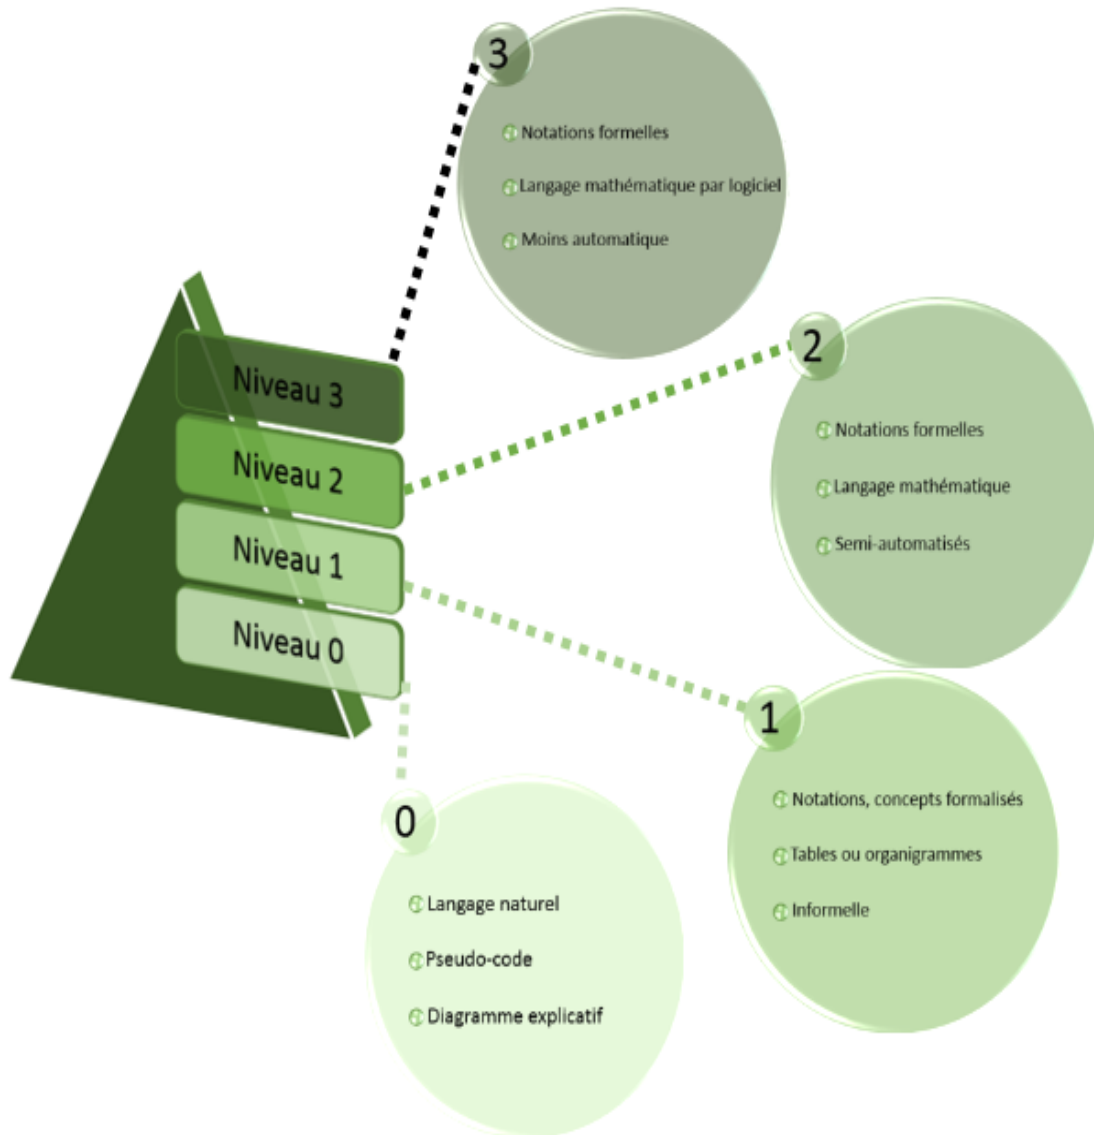 3
Notations formelles
Langage mathématique par logiciel
Moins automatique
2
Notations formelles
Langage mathématique
Semi-automatisés
Niveau 3
Niveau 2
Niveau 1
Niveau 0
1
Notations, concepts formalisés
Tables ou organigrammes
Informelle
0
Langage naturel
Pseudo-code
Diagramme explicatif